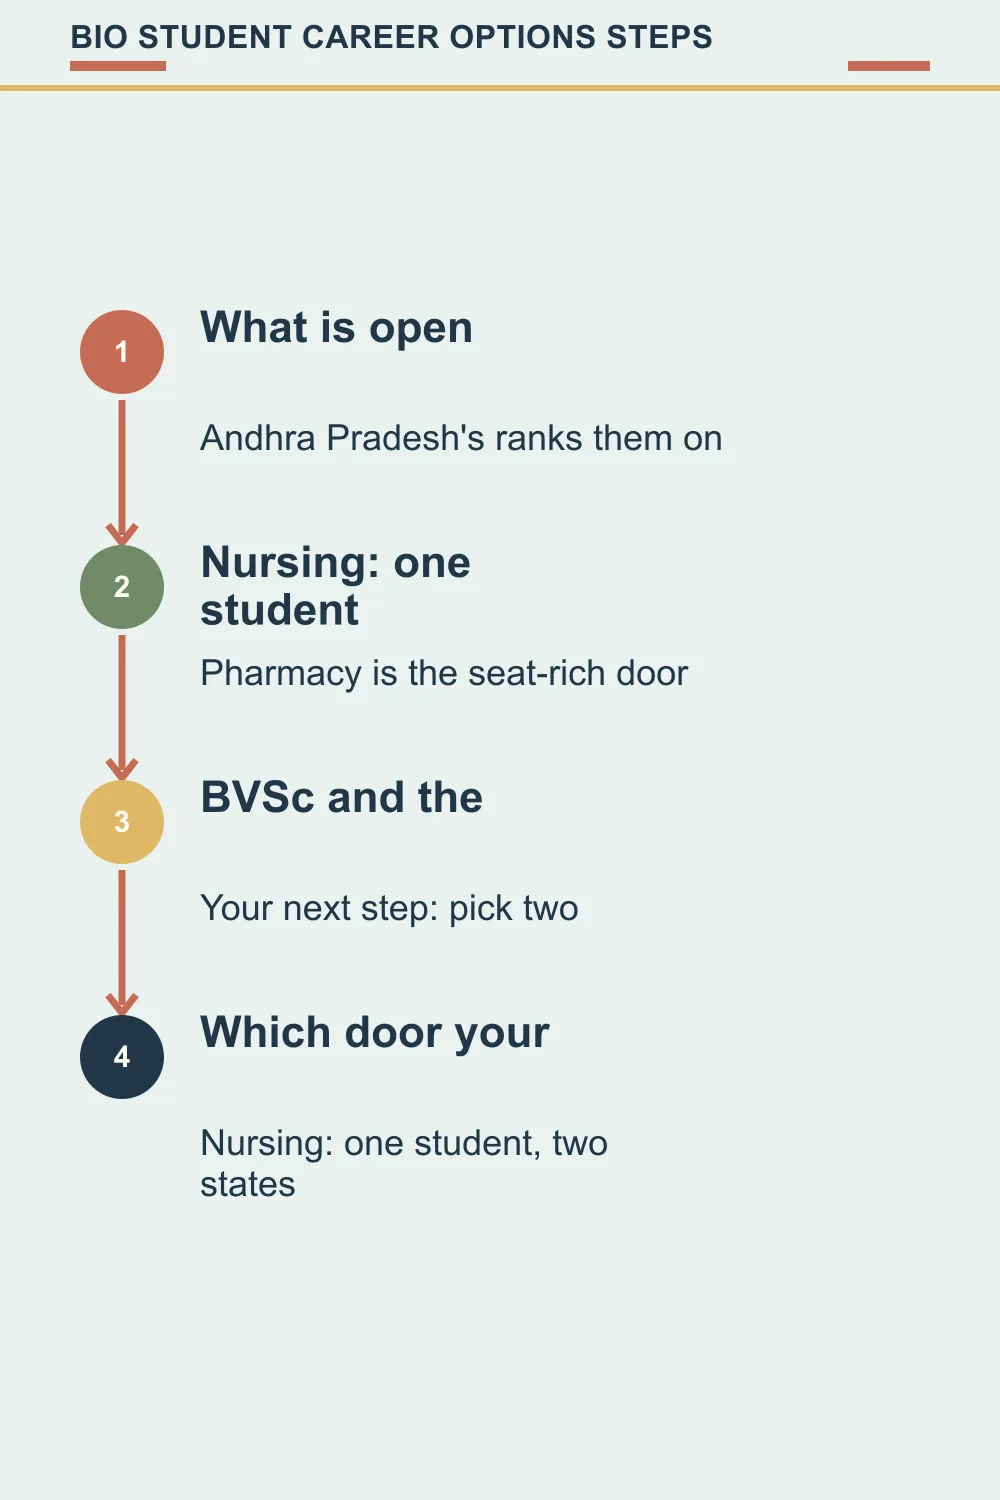 BIO STUDENT CAREER OPTIONS STEPS
1
What is open
Andhra Pradesh's ranks them on
2
Nursing: one
student
Pharmacy is the seat-rich door
3
BVSc and the
Your next step: pick two
4
Which door your
Nursing: one student, two
states